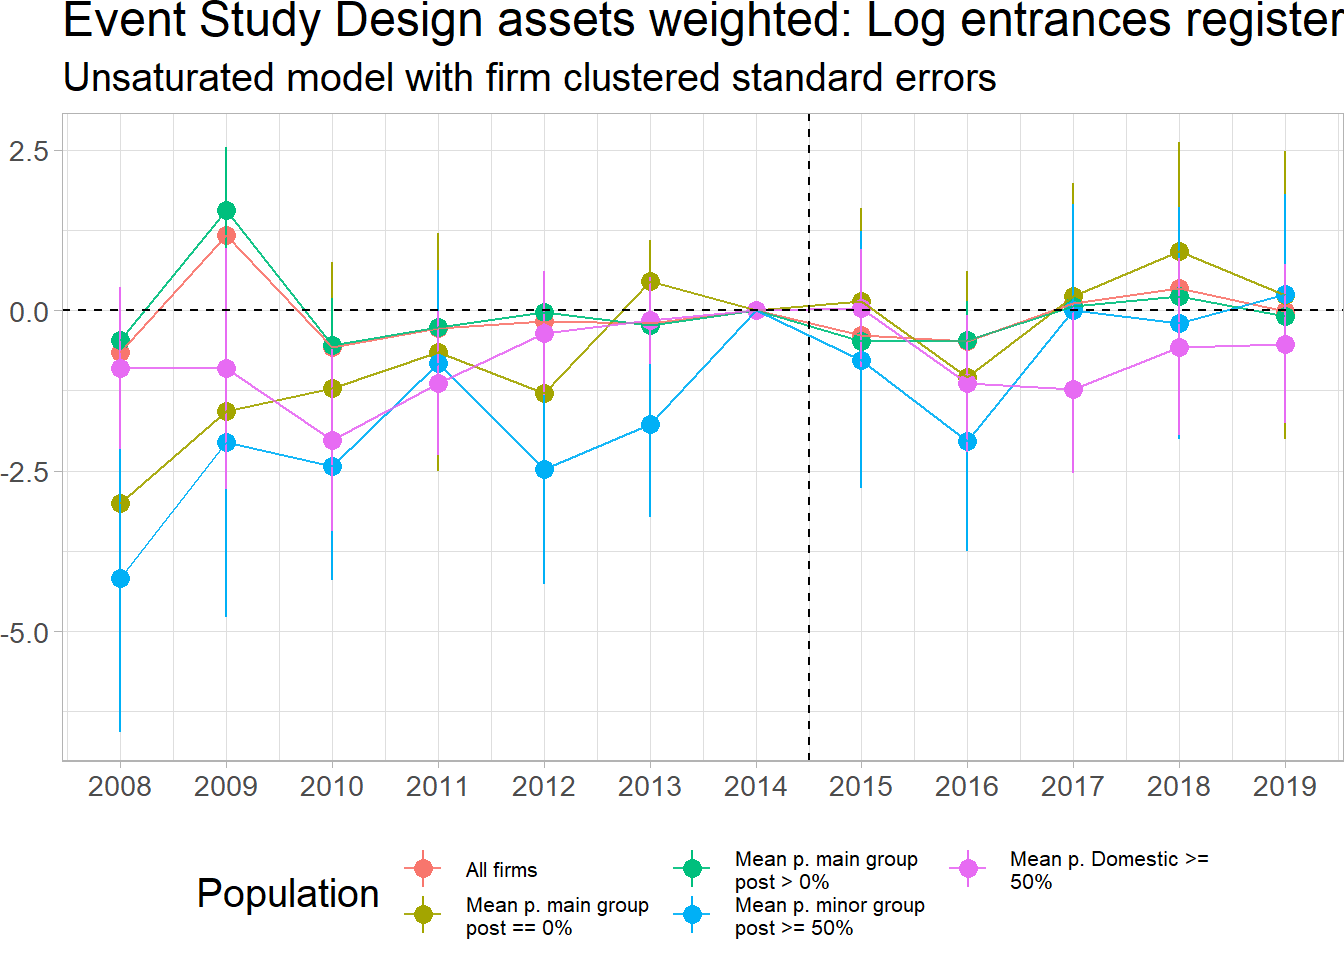 Event Study Design assets weighted: Log entrances register
Unsaturated model with firm clustered standard errors
2.5
0.0
-2.5
-5.0
2008 2009 2010 2011 2012 2013 2014 2015 2016 2017 2018 2019
Population
All firms
Mean p. main group
post == 0%
Mean p. main group
post > 0%
Mean p. minor group
post >= 50%
Mean p. Domestic >=
50%